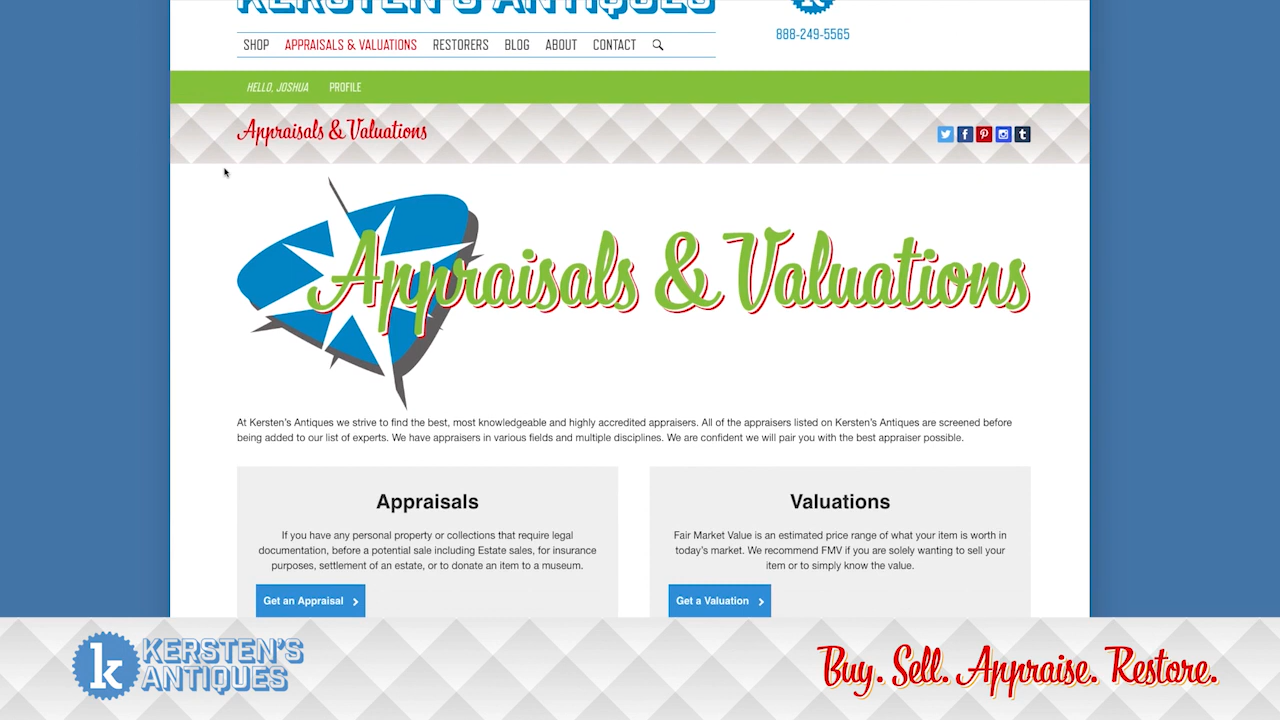 KERSTEN'S ANTIQUES
888-249-5565
SHOP APPRAISALS & VALUATIONS RESTORERS BLOG ABOUT CONTACT
HELLO, JOSHUA PROFILE
Appraisals & Valuations
Appraisals & Valuations
At Kersten's Antiques we strive to find the best, most knowledgeable and highly accredited appraisers. All of the appraisers listed on Kersten's Antiques are screened before
being added to our list of experts. We have appraisers in various fields and multiple disciplines. We are confident we will pair you with the best appraiser possible.
Appraisals
If you have any personal property or collections that require legal
documentation, before a potential sale including Estate sales, for insurance
purposes, settlement of an estate, or to donate an item to a museum.
Get an Appraisal
Valuations
Fair Market Value is an estimated price range of what your item is worth in
today's market. We recommend FMV if you are solely wanting to sell your
item or to simply know the value.
Get a Valuation
k
KERSTEN'S
ANTIQUES
Buy. Sell. Appraise. Restore.